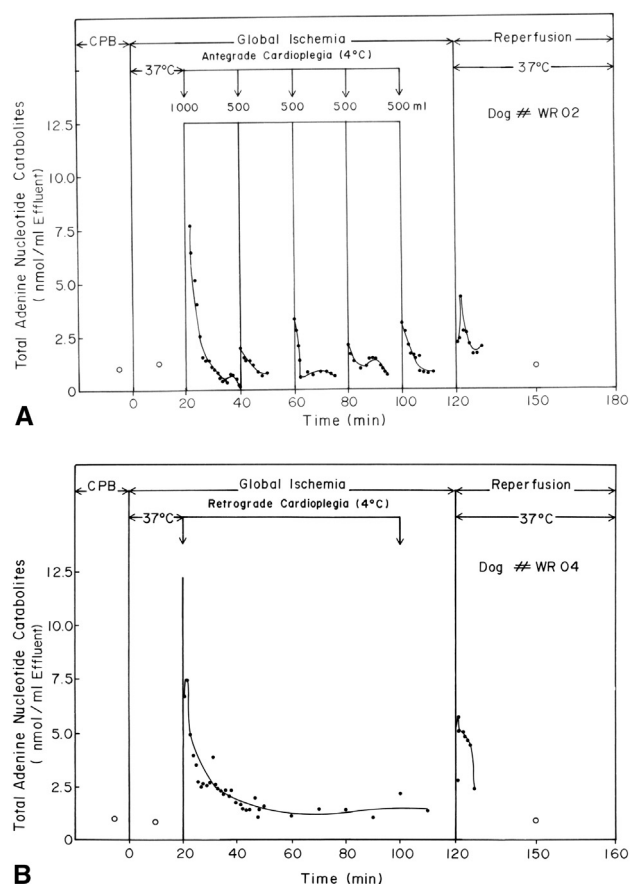 CPB Global Ischemia Reperfusion
Antegrade Cardioplegia (4°C)
37°C 37°C
1000 500 500 500 500 ml
Dog # WR 02
Total Adenine Nucleotide Catabolites
( nmol / ml Effluent)
12.5
10.0
7.5
5.0
2.5
0
0 20 40 60 80 100 120 150 180
Time (min)
A
CPB Global Ischemia Reperfusion
Retrograde Cardioplegia (4°C)
37°C 37°C
Dog # WR 04
Total Adenine Nucleotide Catabolites
( nmol / ml Effluent)
12.5
10.0
7.5
5.0
2.5
0
0 20 40 60 80 100 120 150 160
Time (min)
B